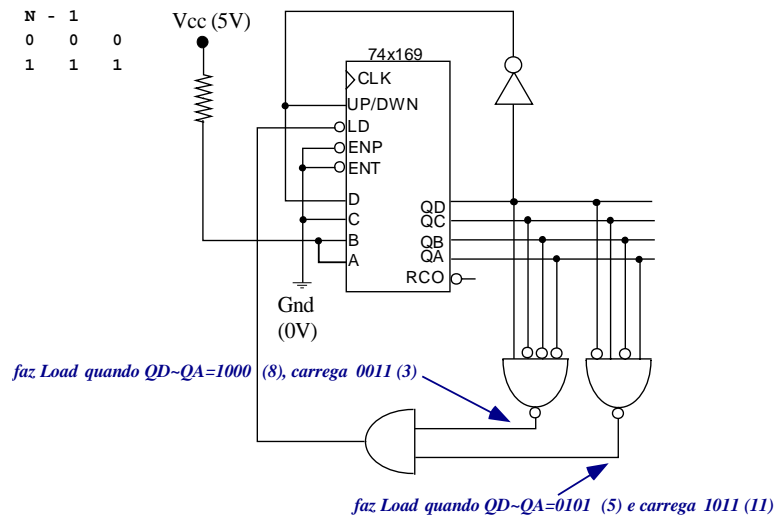 N - 1
0 0 0
1 1 1
Vcc (5V)
74x169
CLK
UP/DWN
LD
ENP
ENT
D
C
B
A
QD
QC
QB
QA
RCO
Gnd
(0V)
faz Load quando QD~QA=1000 (8), carrega 0011 (3)
faz Load quando QD~QA=0101 (5) e carrega 1011 (11)